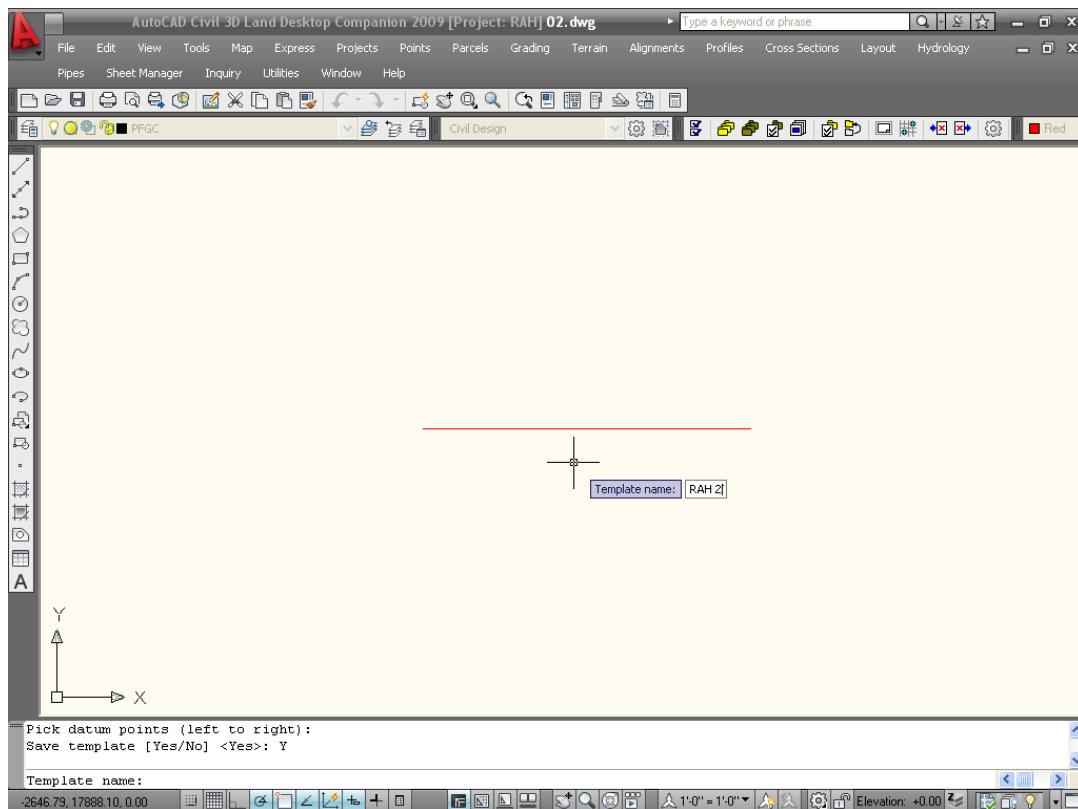 AutoCAD Civil 3D Land Desktop Companion 2009 [Project: RAH] 02.dwg
Type a keyword or phrase
File Edit View Tools Map Express Projects Points Parcels Grading Terrain Alignments Profiles Cross Sections Layout Hydrology
Pipes Sheet Manager Inquiry Utilities Window Help
PFGC
Civil Design
Red
A
Template name: RAH 2
Y
X
Pick datum points (left to right):
Save template [Yes/No] <Yes>: Y
Template name:
-2646.79, 17888.10, 0.00
1'-0" = 1'-0"
Elevation: +0.00